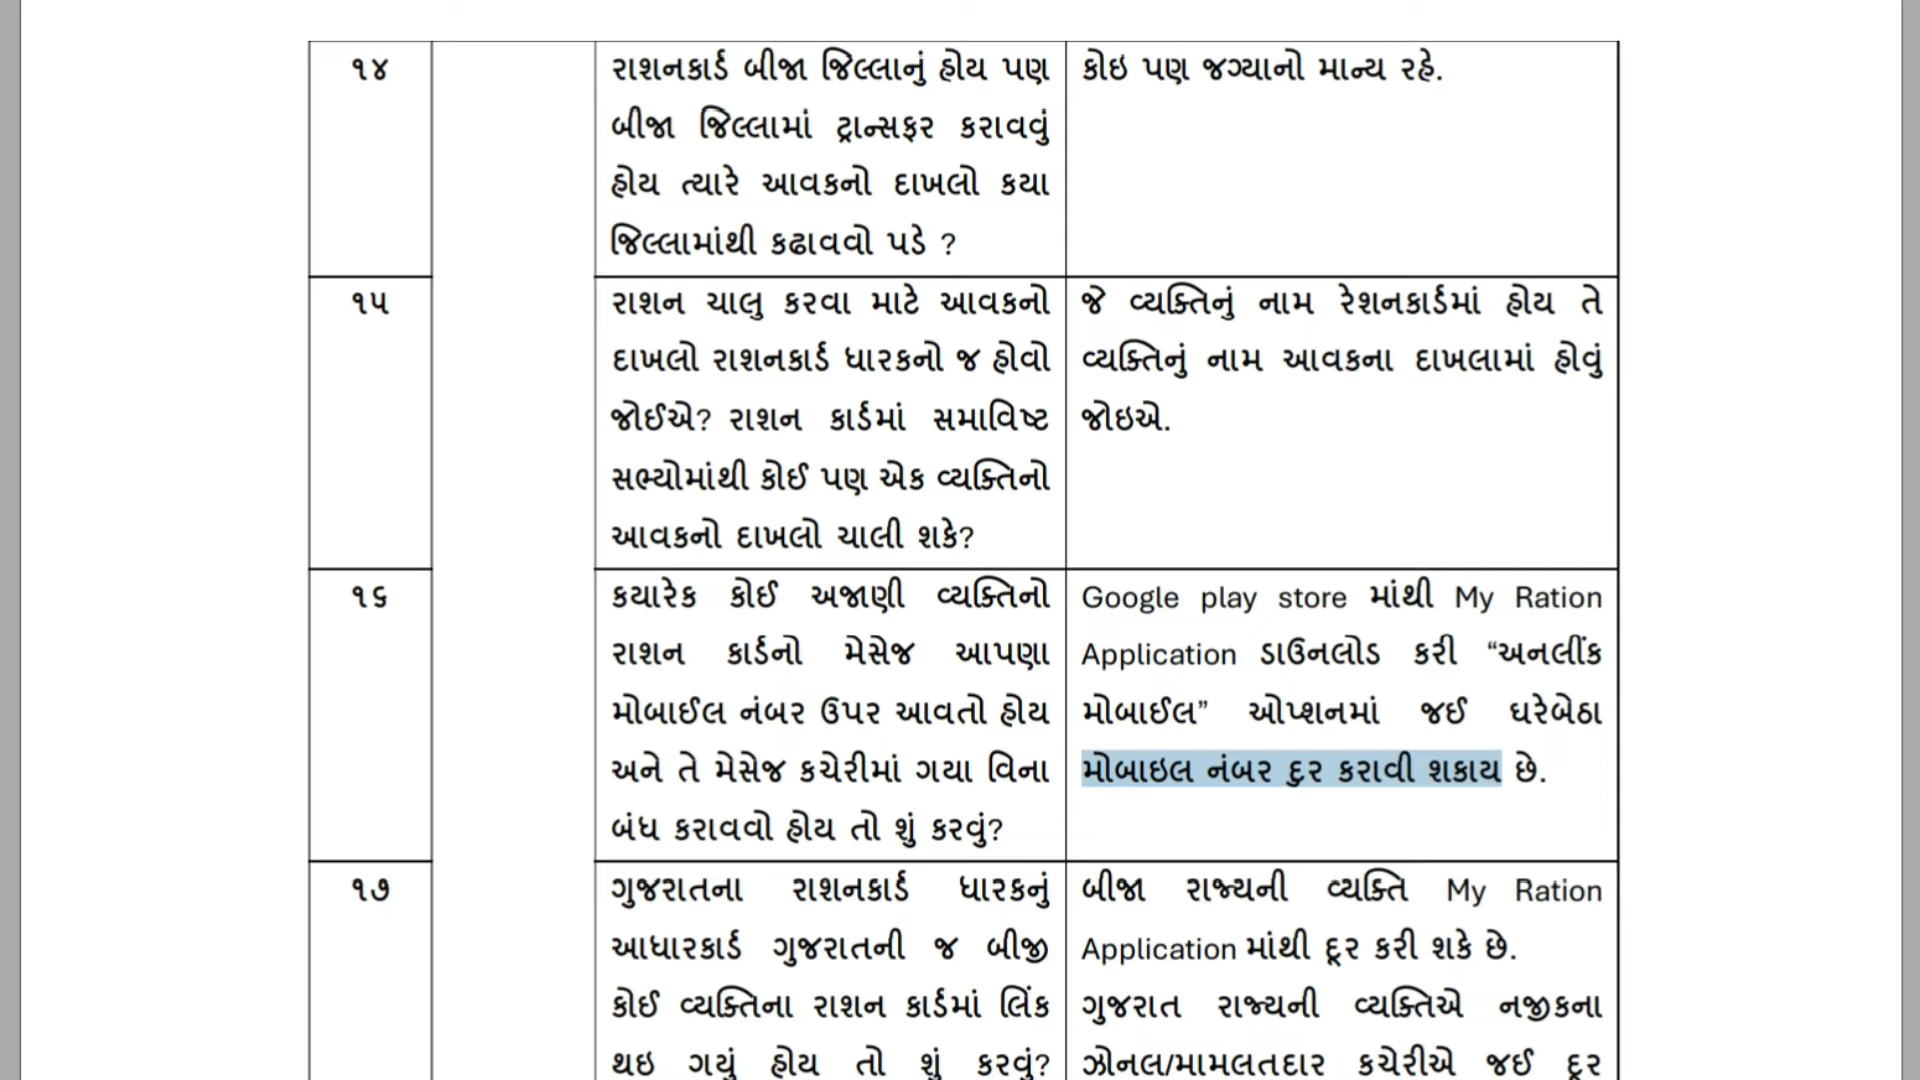 ૧૪
રાશનકાર્ડ બીજા જિલ્લાનું હોય પણ
બીજા જિલ્લામાં ટ્રાન્સફર કરાવવું
હોય ત્યારે આવકનો દાખલો કયા
જિલ્લામાંથી કઢાવવો પડે ?
કોઇ પણ જગ્યાનો માન્ય રહે.
૧૫
રાશન ચાલુ કરવા માટે આવકનો
દાખલો રાશનકાર્ડ ધારકનો જ હોવો
જોઈએ? રાશન કાર્ડમાં સમાવિષ્ટ
સભ્યોમાંથી કોઈ પણ એક વ્યક્તિનો
આવકનો દાખલો ચાલી શકે?
જે વ્યક્તિનું નામ રેશનકાર્ડમાં હોય તે
વ્યક્તિનું નામ આવકના દાખલામાં હોવું
જોઇએ.
૧૬
કયારેક કોઈ અજાણી વ્યક્તિનો
રાશન કાર્ડનો મેસેજ આપણા
મોબાઈલ નંબર ઉપર આવતો હોય
અને તે મેસેજ કચેરીમાં ગયા વિના
બંધ કરાવવો હોય તો શું કરવું?
Google play store માંથી My Ration
Application ડાઉનલોડ કરી “અનલીંક
મોબાઈલ” ઓપ્શનમાં જઈ ઘરેબેઠા
મોબાઇલ નંબર દુર કરાવી શકાય છે.
૧૭
ગુજરાતના રાશનકાર્ડ ધારકનું
આધારકાર્ડ ગુજરાતની જ બીજી
કોઈ વ્યક્તિના રાશન કાર્ડમાં લિંક
થઇ ગયું હોય તો શું કરવું?
બીજા રાજ્યની વ્યક્તિ My Ration
Application માંથી દૂર કરી શકે છે.
ગુજરાત રાજ્યની વ્યક્તિએ નજીકના
ઝોનલ/મામલતદાર કચેરીએ જઈ દૂર